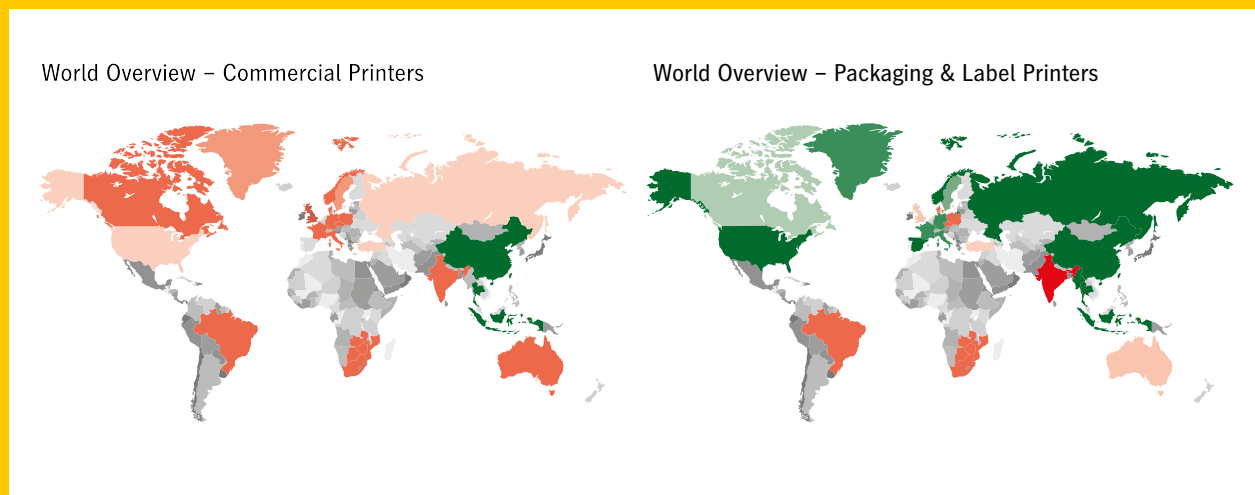 World Overview – Commercial Printers
World Overview – Packaging & Label Printers